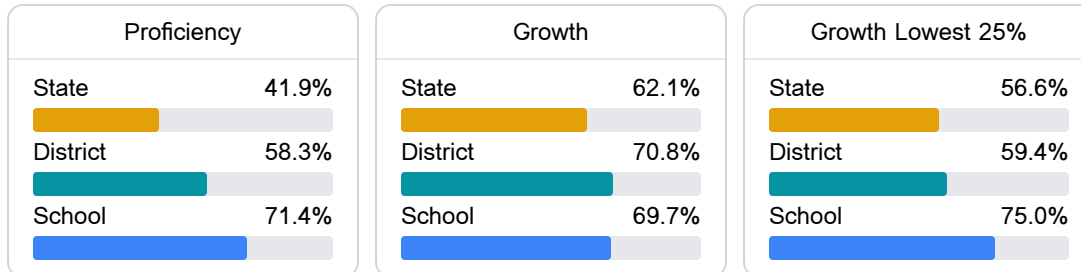 Proficiency
State 41.9%
District 58.3%
School 71.4%
Growth
State 62.1%
District 70.8%
School 69.7%
Growth Lowest 25%
State 56.6%
District 59.4%
School 75.0%